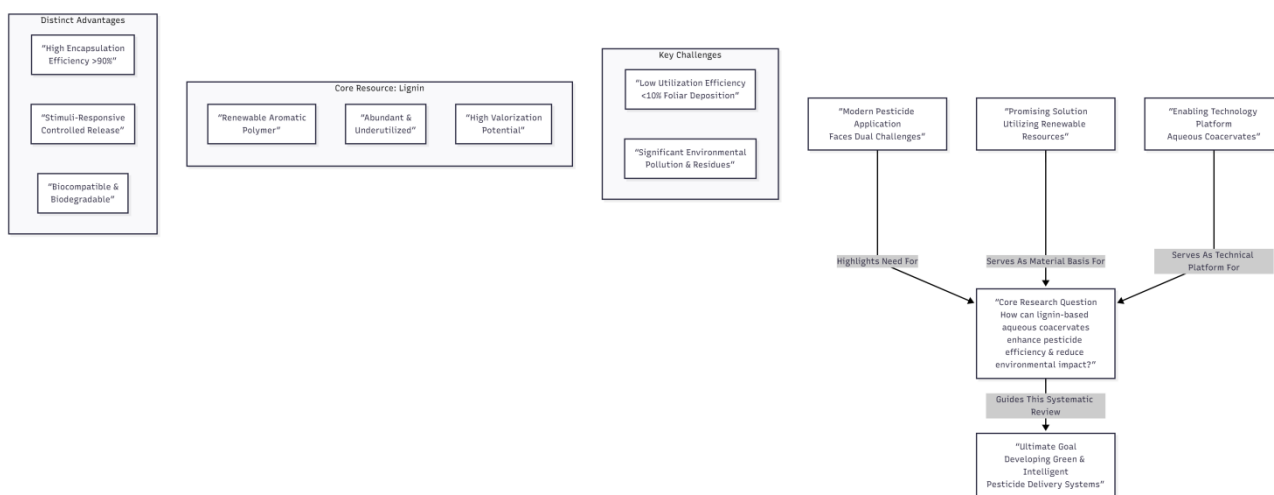 Distinct Advantages
“High Encapsulation
Efficiency >90%”
“Stimuli-Responsive
Controlled Release”
“Biocompatible &
Biodegradable”
Core Resource: Lignin
“Renewable Aromatic
Polymer”
“Abundant &
Underutilized”
“High Valorization
Potential”
Key Challenges
“Low Utilization Efficiency
<10% Foliar Deposition”
“Significant Environmental
Pollution & Residues”
“Modern Pesticide
Application
Faces Dual Challenges”
“Promising Solution
Utilizing Renewable
Resources”
“Enabling Technology
Platform
Aqueous Coacervates”
Highlights Need For
Serves As Material Basis For
Serves As Technical
Platform For
“Core Research Question
How can lignin-based
aqueous coacervates
enhance pesticide
efficiency & reduce
environmental impact?”
Guides This Systematic
Review
“Ultimate Goal
Developing Green &
Intelligent
Pesticide Delivery Systems”